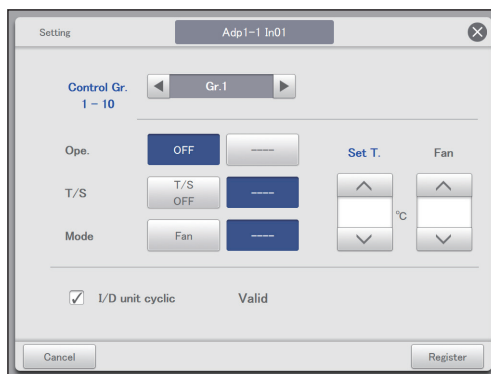 Setting
Adp1-1 In01
Control Gr.
1 - 10
Gr.1
Ope.
OFF
----
Set T.
Fan
T/S
T/S
OFF
----
℃
Mode
Fan
----
I/D unit cyclic
Valid
Cancel
Register